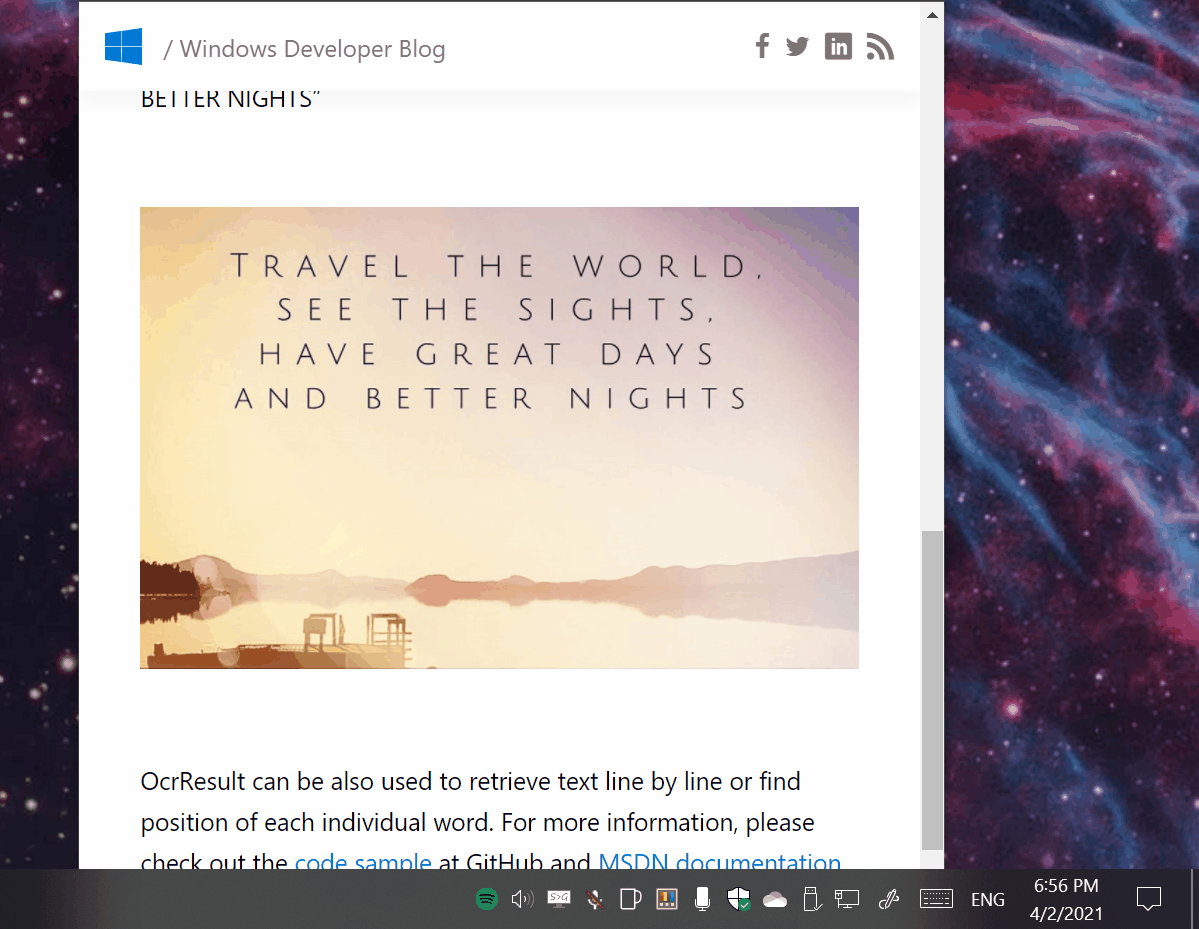 / Windows Developer Blog
BETTER NIGHTS”
TRAVEL THE WORLD,
SEE THE SIGHTS,
HAVE GREAT DAYS
AND BETTER NIGHTS
OcrResult can be also used to retrieve text line by line or find
position of each individual word. For more information, please
check out the code sample at GitHub and MSDN documentation
S>G
ENG
6:56 PM
4/2/2021